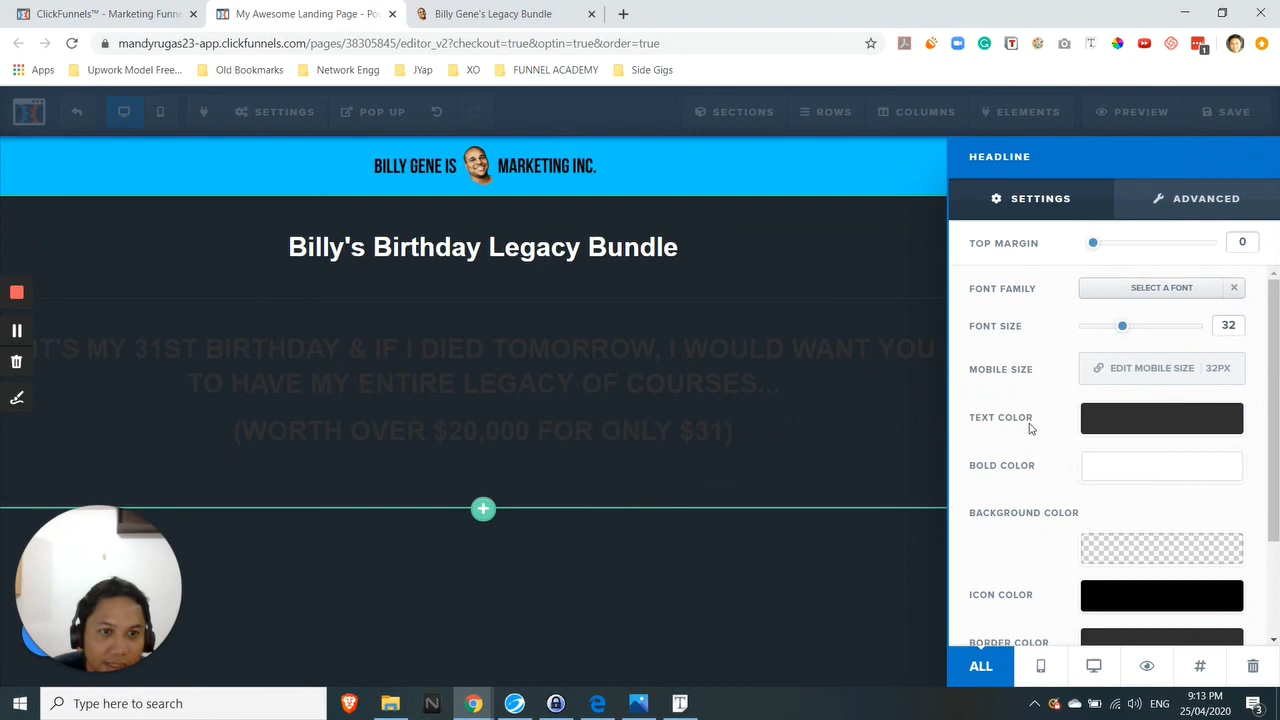 ClickFunnels™ - Marketing Funne
My Awesome Landing Page - Po
Billy Gene's Legacy Bundle
mandyrugas23-app.clickfunnels.com/pages/38305845/editor_v2?checkout=true&optin=true&order=true
Apps
Upwork Model Free...
Old Bookmarks
Network Engg
JYap
XO
FUNNEL ACADEMY
Side Gigs
SETTINGS
POP UP
SECTIONS
ROWS
COLUMNS
ELEMENTS
PREVIEW
SAVE
BILLY GENE IS MARKETING INC.
Billy's Birthday Legacy Bundle
IT'S MY 31ST BIRTHDAY & IF I DIED TOMORROW, I WOULD WANT YOU
TO HAVE MY ENTIRE LEGACY OF COURSES...
(WORTH OVER $20,000 FOR ONLY $31)
HEADLINE
SETTINGS
ADVANCED
TOP MARGIN 0
FONT FAMILY SELECT A FONT
FONT SIZE 32
MOBILE SIZE EDIT MOBILE SIZE 32PX
TEXT COLOR
BOLD COLOR
BACKGROUND COLOR
ICON COLOR
BORDER COLOR
ALL
Type here to search
ENG
9:13 PM
25/04/2020
3